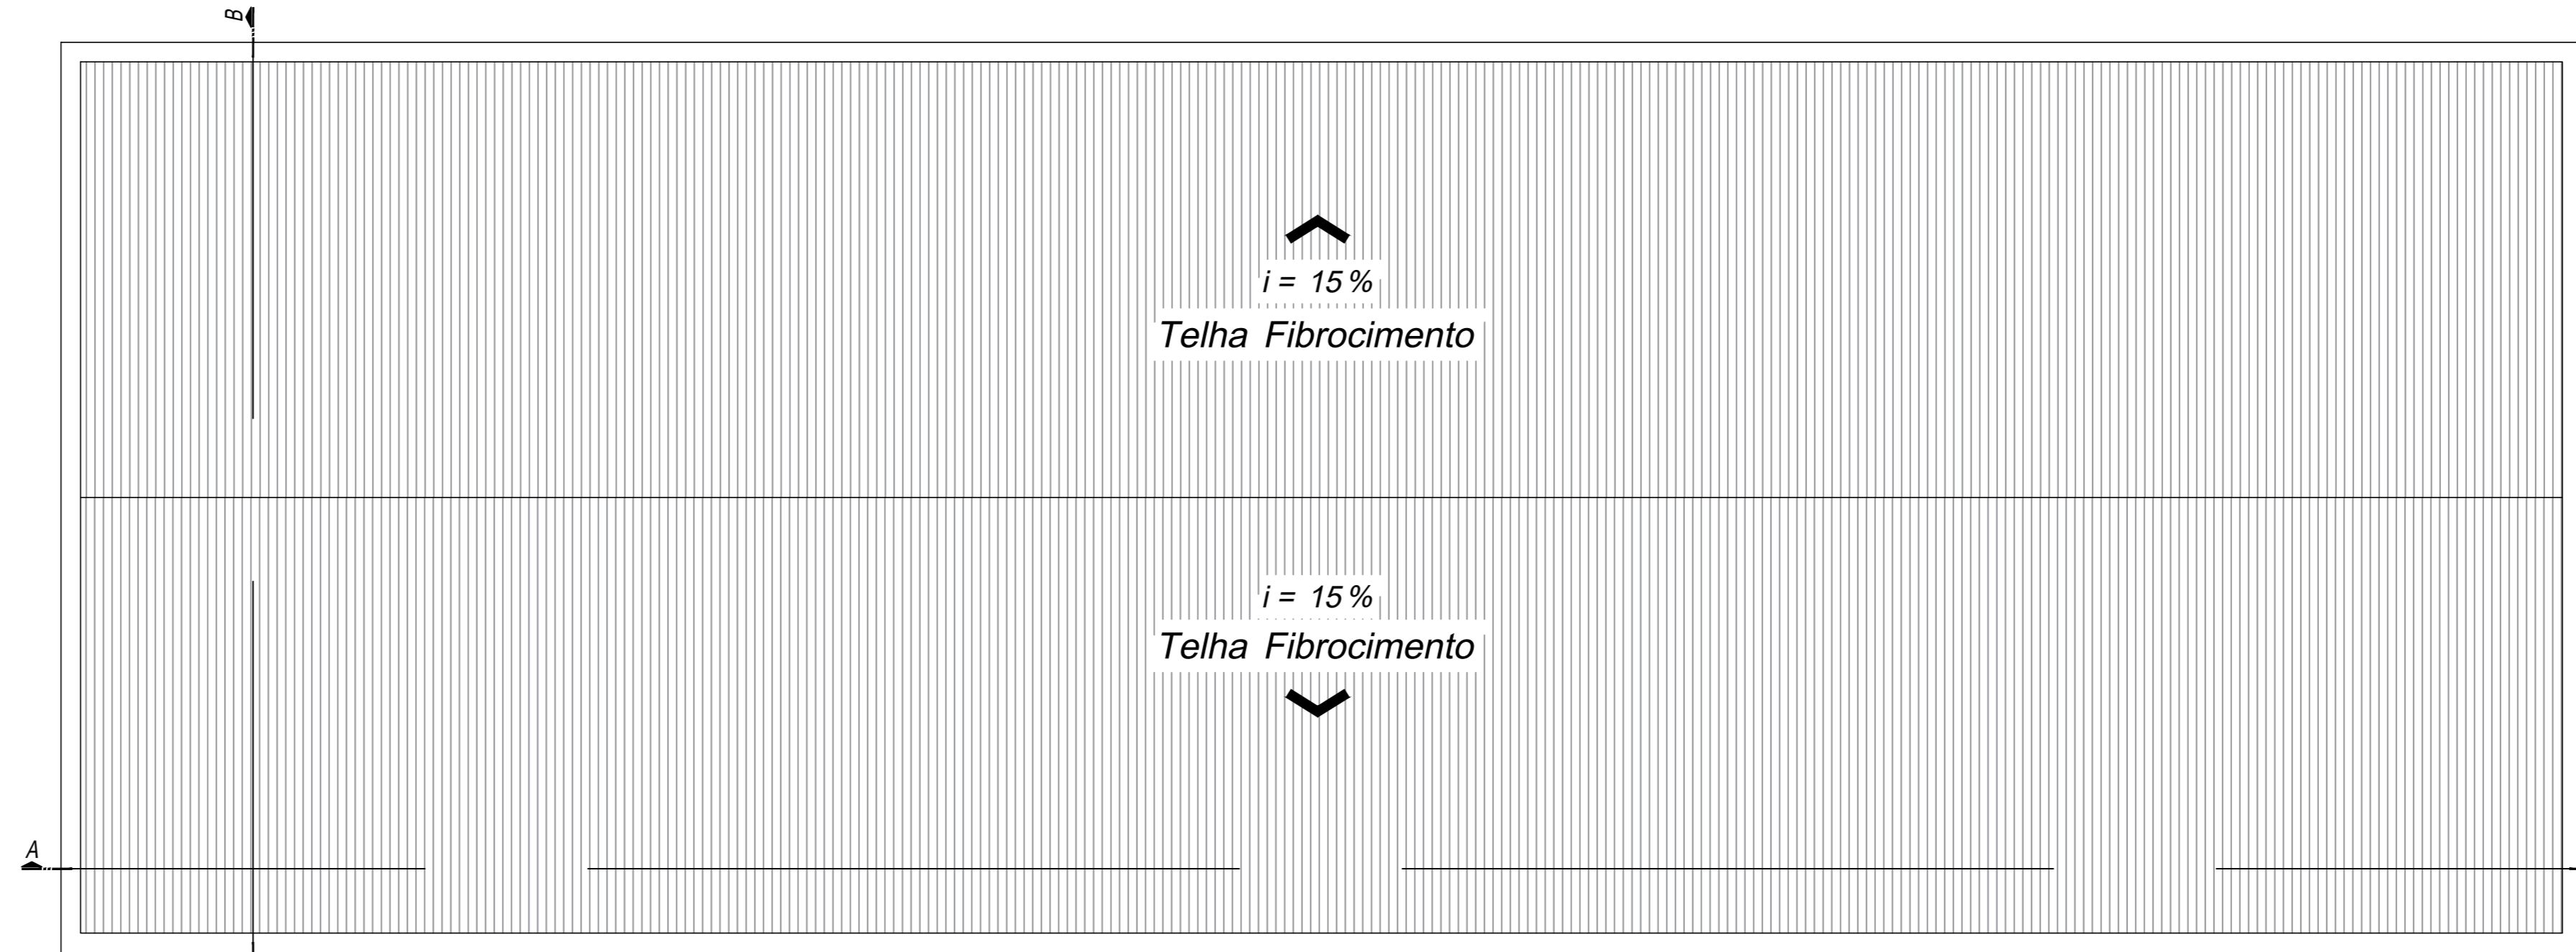 B
i = 15 %
Telha Fibrocimento
i = 15 %
Telha Fibrocimento
A